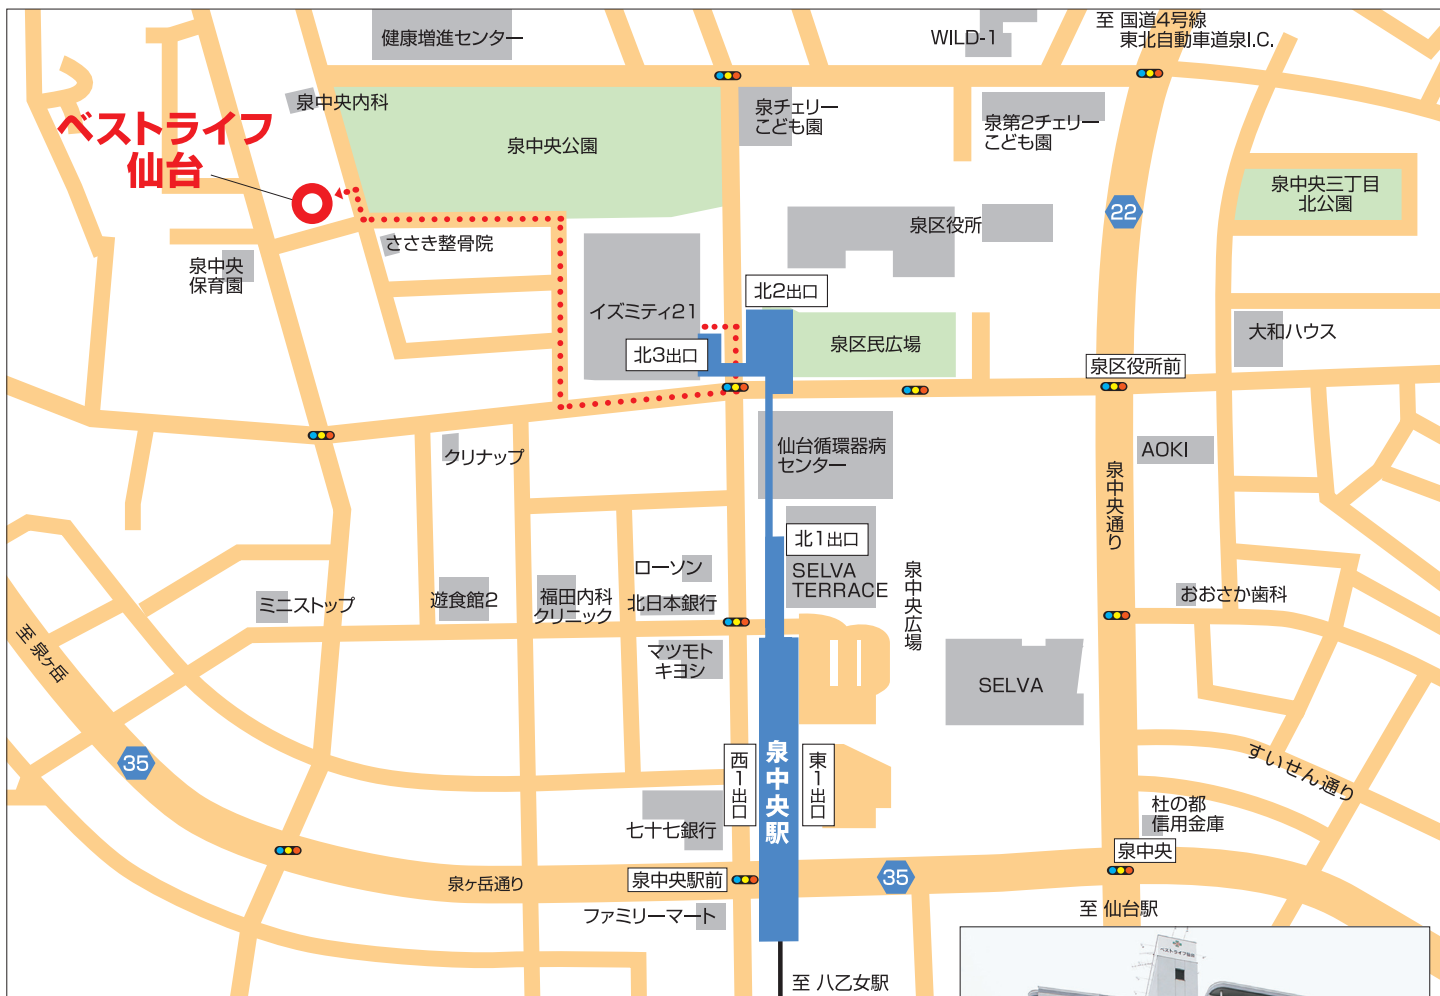 健康増進センター
WILD-1
至 国道4号線
東北自動車道泉I.C.
泉中央内科
ベストライフ
仙台
泉中央公園
泉チェリー
こども園
泉第2チェリー
こども園
泉中央三丁目
北公園
22
泉区役所
ささき整骨院
泉中央
保育園
イズミティ21
北2出口
北3出口
泉区民広場
大和ハウス
泉区役所前
クリナップ
仙台循環器病
センター
AOKI
泉中央通り
北1出口
SELVA
TERRACE
泉中央広場
ローソン
北日本銀行
ミニストップ
遊食館2
福田内科
クリニック
おおさか歯科
マツモト
キヨシ
SELVA
至 泉ヶ岳
35
西1出口
泉中央駅
東1出口
すいせん通り
七十七銀行
杜の都
信用金庫
泉中央
泉ヶ岳通り
泉中央駅前
35
ファミリーマート
至 仙台駅
至 八乙女駅
ベストライフ仙台